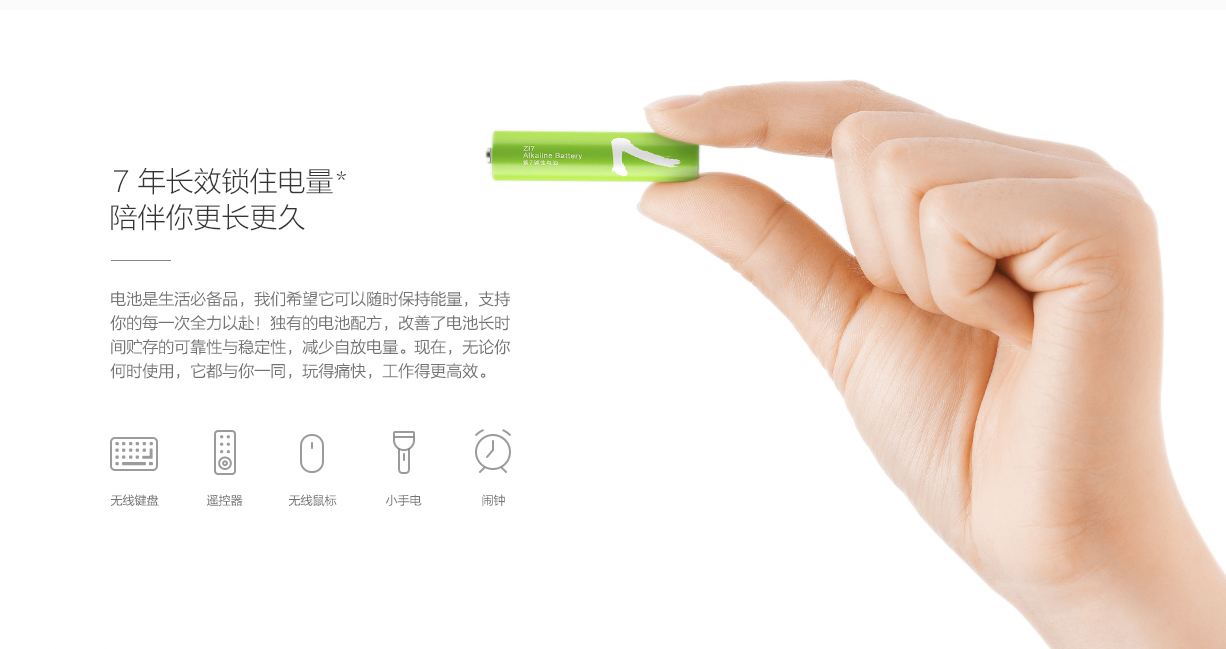 7 年长效锁住电量*
陪伴你更长更久
电池是生活必备品，我们希望它可以随时保持能量，支持
你的每一次全力以赴！独有的电池配方，改善了电池长时
间贮存的可靠性与稳定性，减少自放电量。现在，无论你
何时使用，它都与你一同，玩得痛快，工作得更高效。
无线键盘 遥控器 无线鼠标 小手电 闹钟
ZI7
Alkaline Battery
7